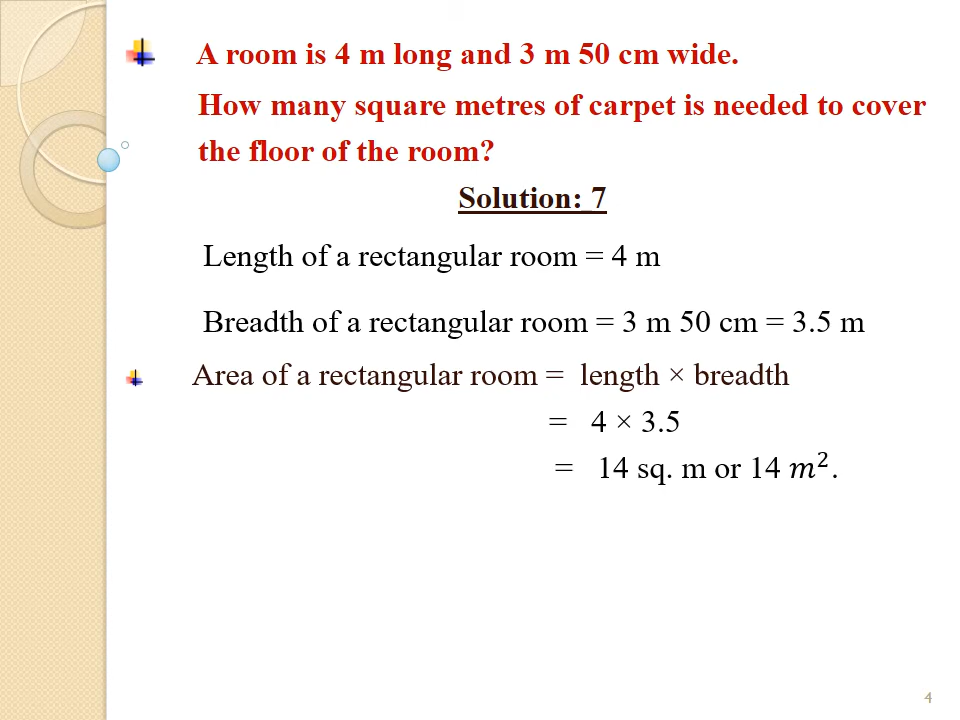 A room is 4 m long and 3 m 50 cm wide.
How many square metres of carpet is needed to cover
the floor of the room?
Solution: 7
Length of a rectangular room = 4 m
Breadth of a rectangular room = 3 m 50 cm = 3.5 m
Area of a rectangular room = length × breadth
= 4 × 3.5
= 14 sq. m or 14 m².
4